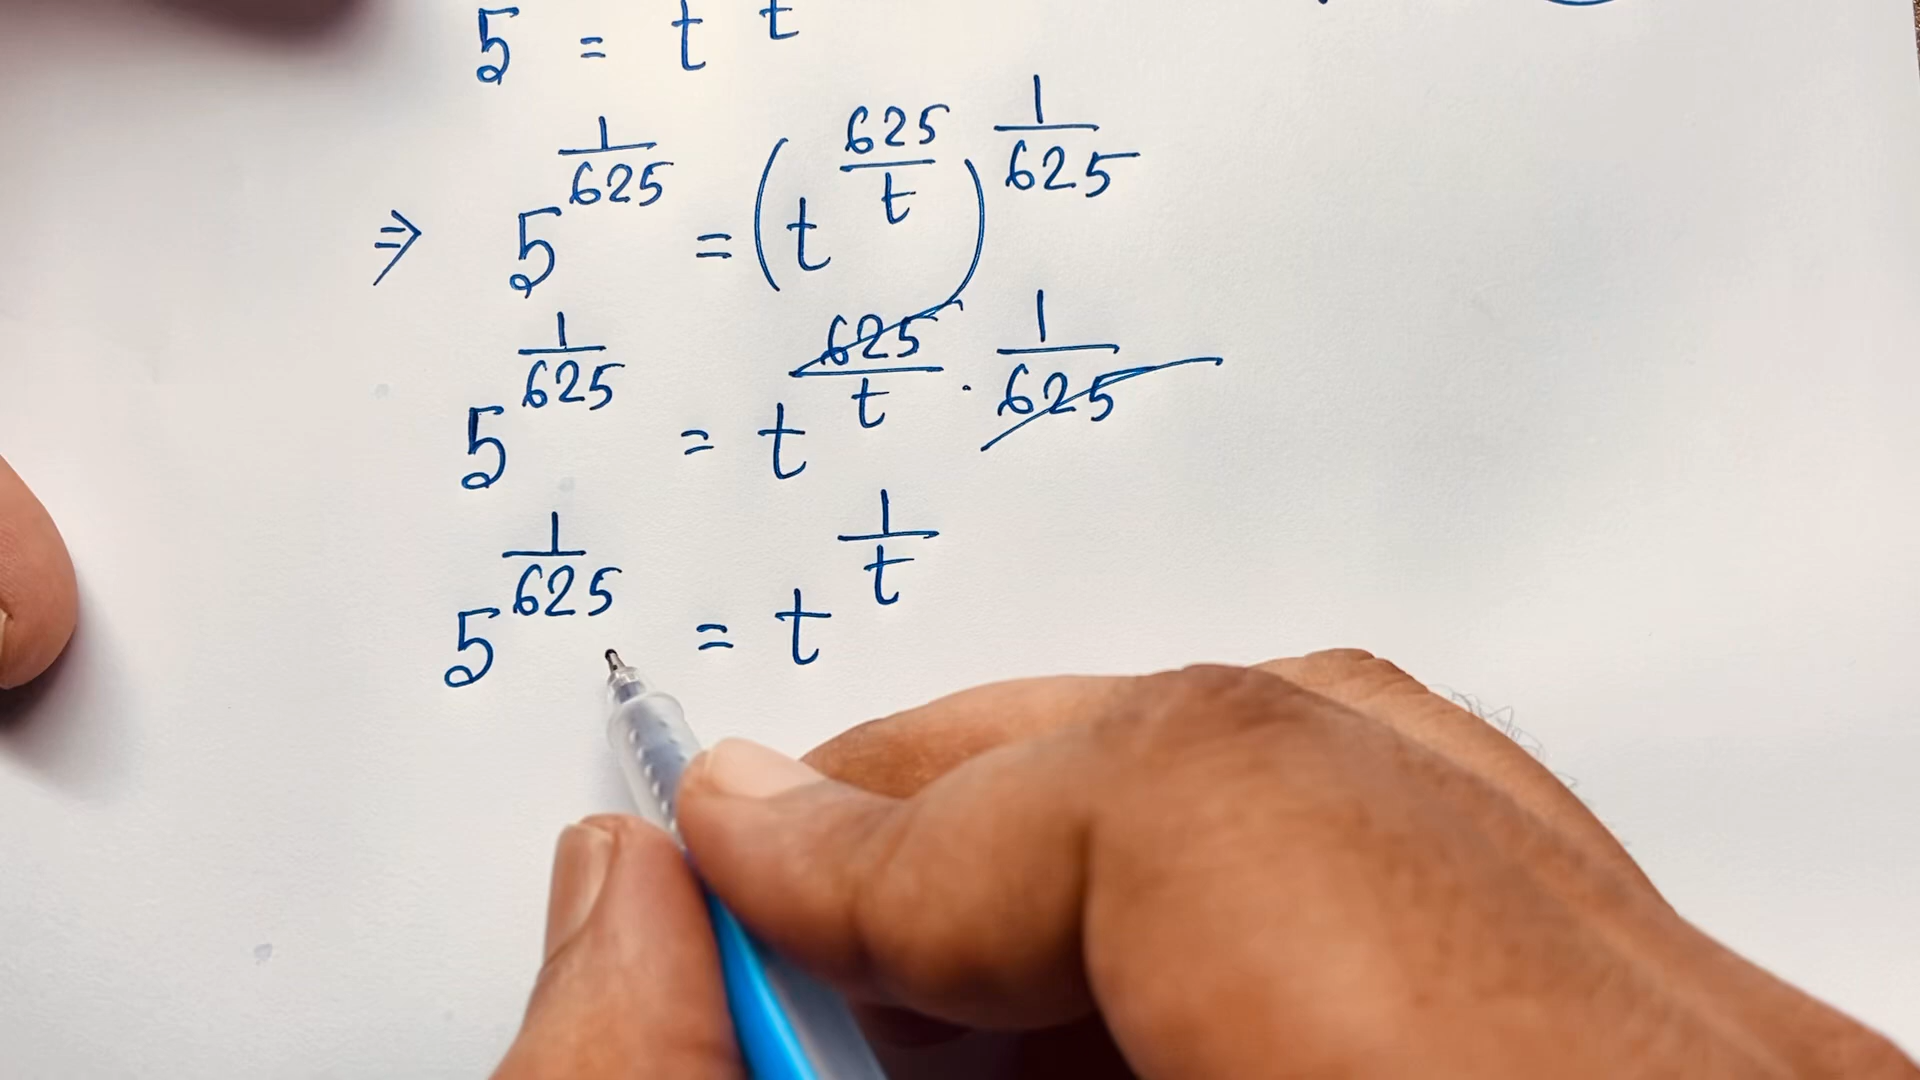 5 = t^t
⇒ 5^(1/625) = (t^(625/t))^(1/625)
5^(1/625) = t^(625/t · 1/625)
5^(1/625) = t^(1/t)